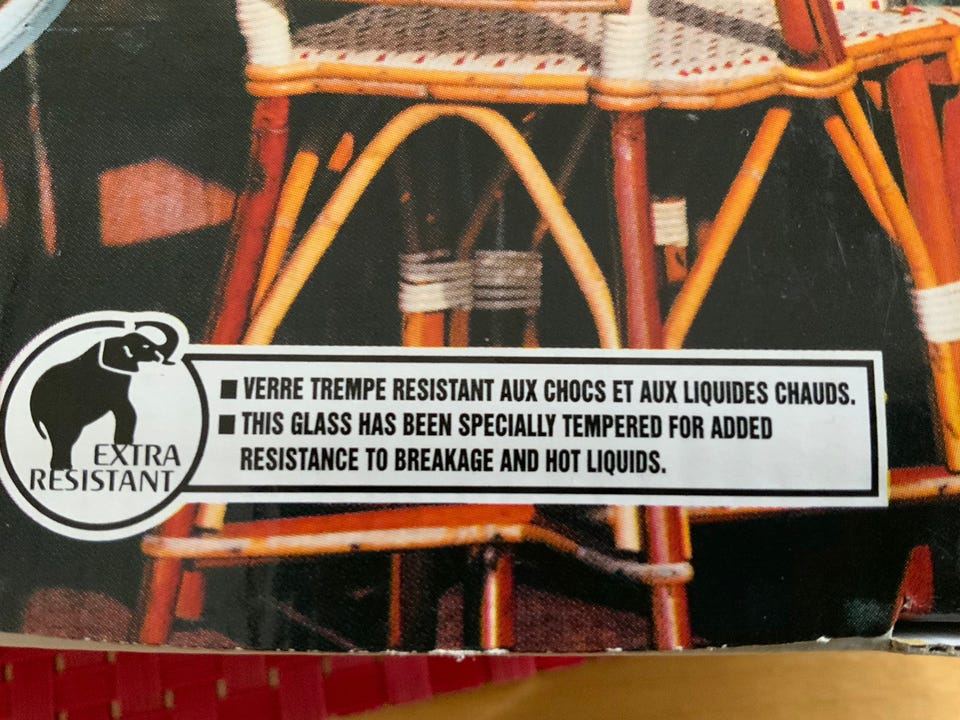 EXTRA
RESISTANT
■ VERRE TREMPE RESISTANT AUX CHOCS ET AUX LIQUIDES CHAUDS.
■ THIS GLASS HAS BEEN SPECIALLY TEMPERED FOR ADDED
RESISTANCE TO BREAKAGE AND HOT LIQUIDS.